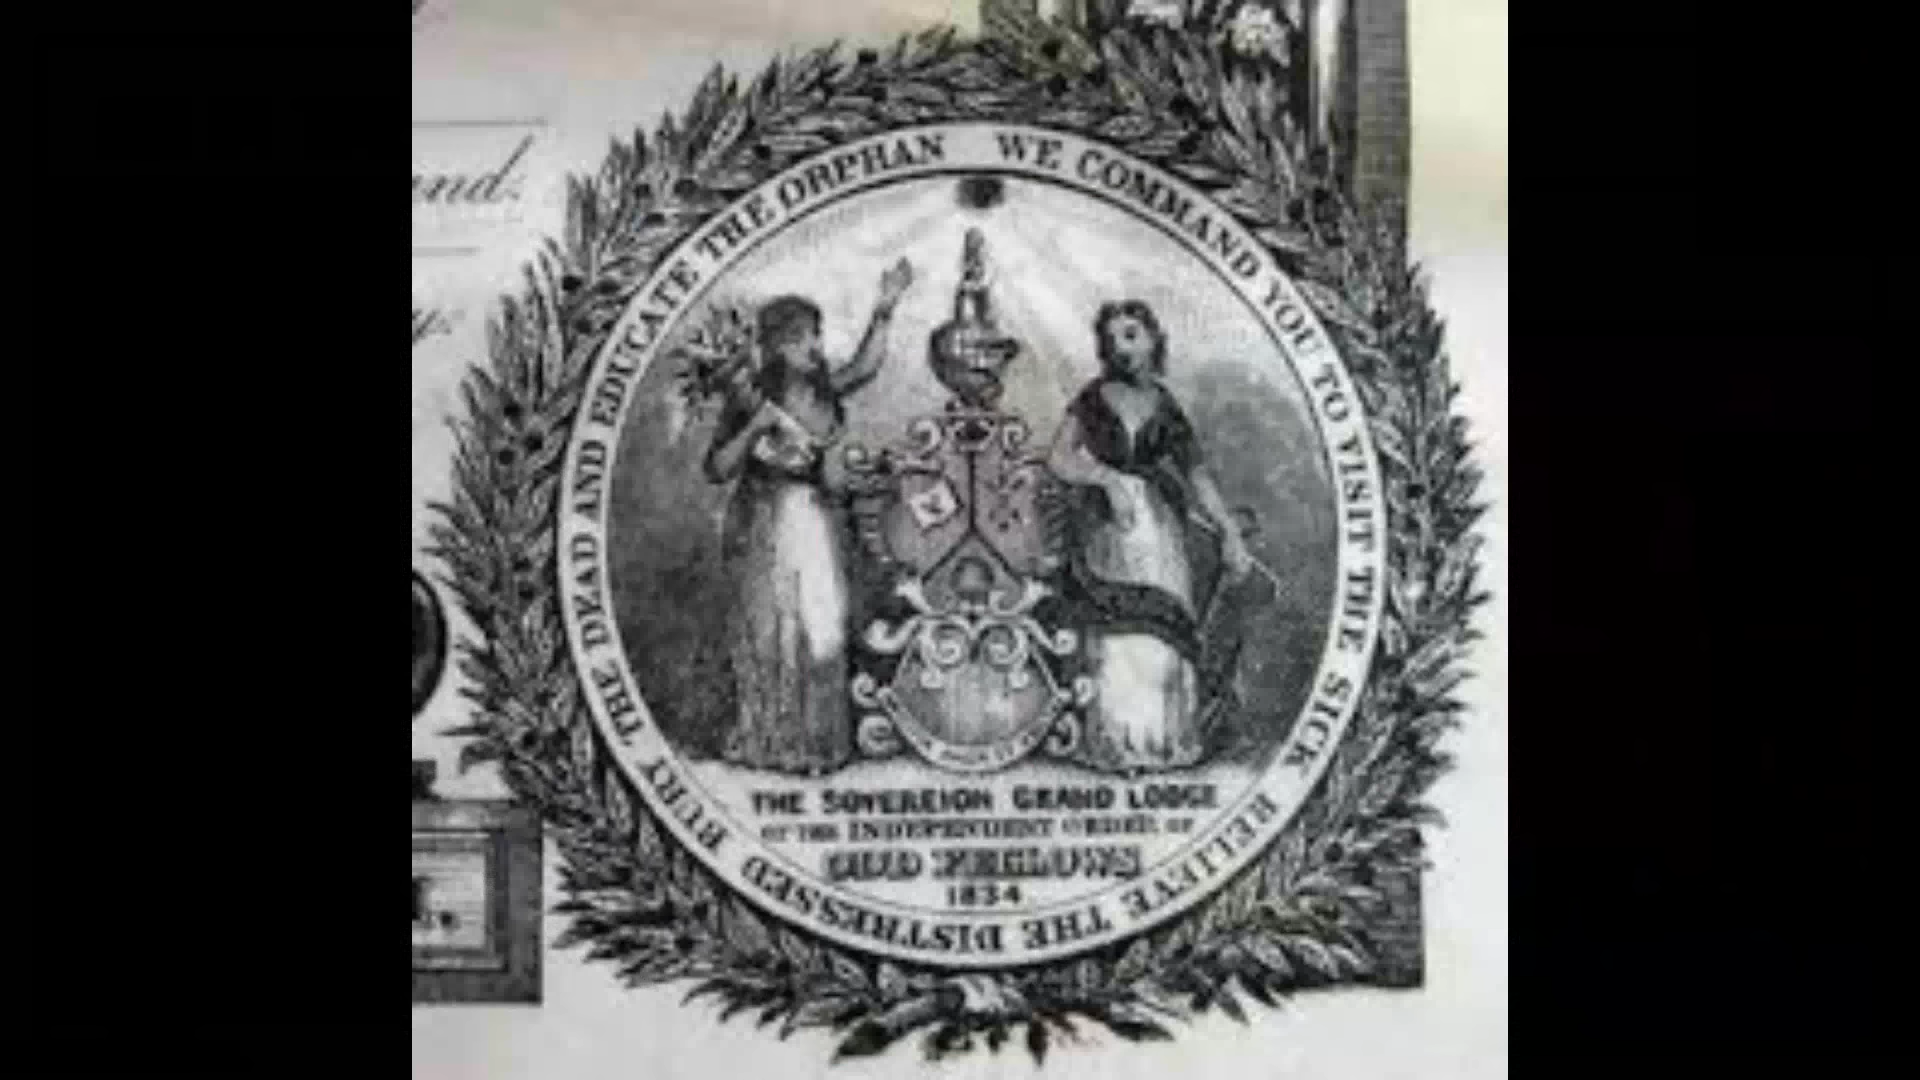 WE COMMAND YOU TO VISIT THE SICK RELIEVE THE DISTRESSED BURY THE DEAD AND EDUCATE THE ORPHAN
THE SOVEREIGN GRAND LODGE
OF THE INDEPENDENT ORDER OF
ODD FELLOWS
1834
and.